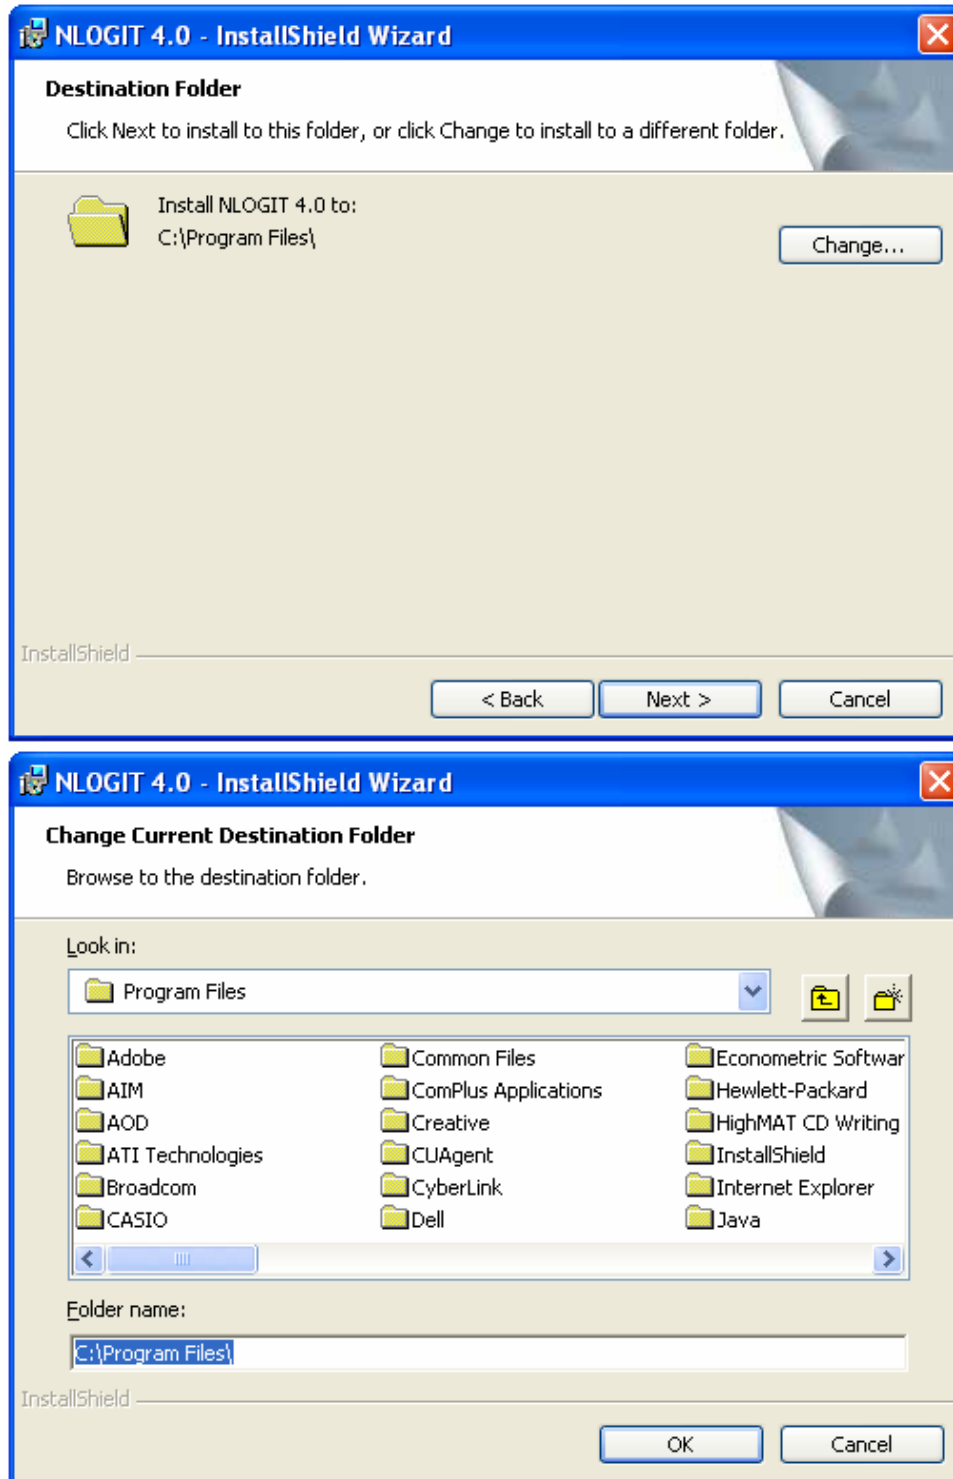 NLOGIT 4.0 - InstallShield Wizard
Destination Folder
Click Next to install to this folder, or click Change to install to a different folder.
Install NLOGIT 4.0 to:
C:\Program Files\
Change...
InstallShield
< Back Next > Cancel
NLOGIT 4.0 - InstallShield Wizard
Change Current Destination Folder
Browse to the destination folder.
Look in:
Program Files
Adobe Common Files Econometric Softwar
AIM ComPlus Applications Hewlett-Packard
AOD Creative HighMAT CD Writing
ATI Technologies CUAgent InstallShield
Broadcom CyberLink Internet Explorer
CASIO Dell Java
Folder name:
C:\Program Files\
InstallShield
OK Cancel